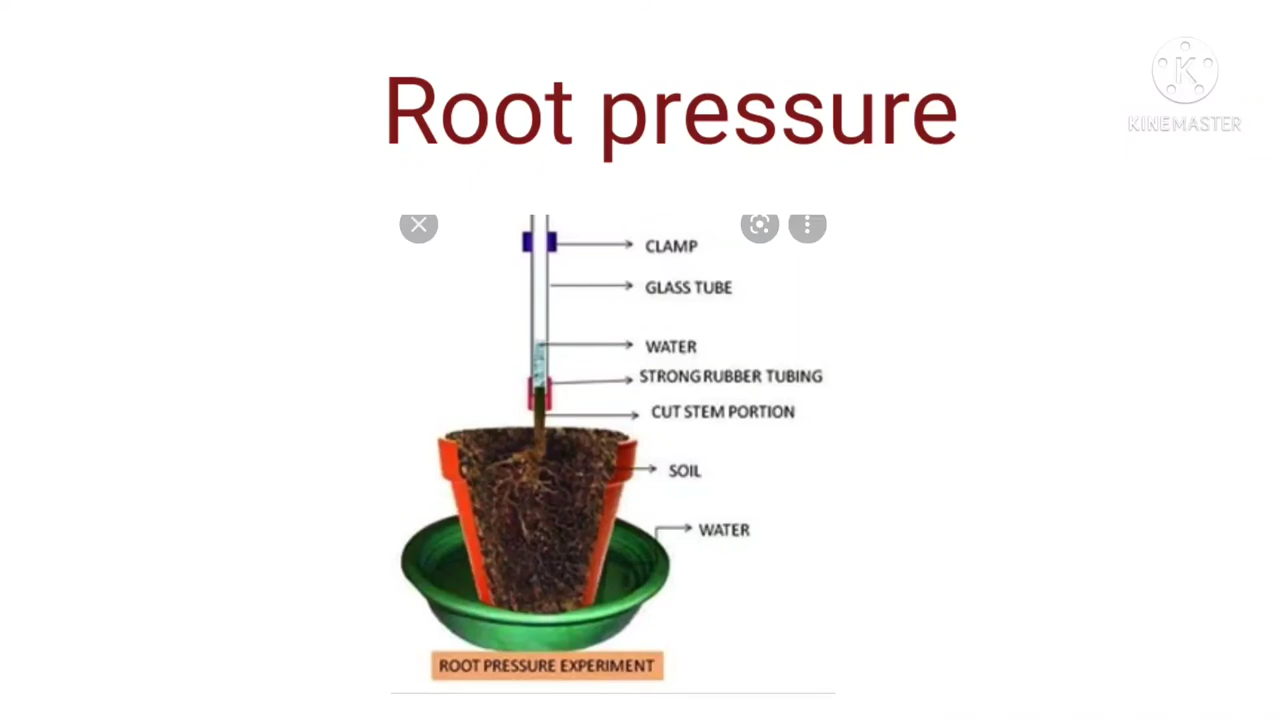 Root pressure
KINEMASTER
CLAMP
GLASS TUBE
WATER
STRONG RUBBER TUBING
CUT STEM PORTION
SOIL
WATER
ROOT PRESSURE EXPERIMENT